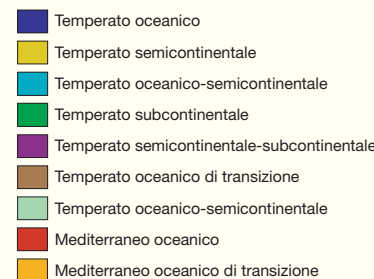 Temperato oceanico
Temperato semicontinentale
Temperato oceanico-semicontinentale
Temperato subcontinentale
Temperato semicontinentale-subcontinentale
Temperato oceanico di transizione
Temperato oceanico-semicontinentale
Mediterraneo oceanico
Mediterraneo oceanico di transizione